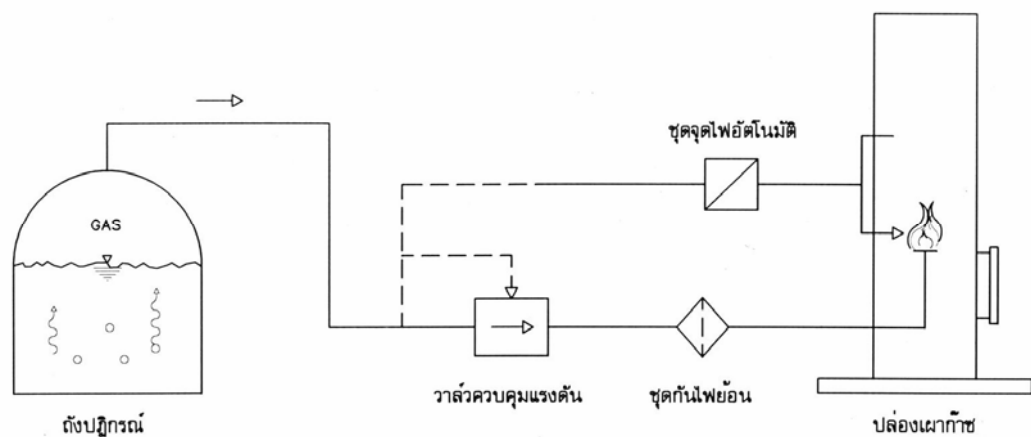 ชุดจุดไฟอัตโนมัติ
GAS
วาล์วควบคุมแรงดัน
ชุดกันไฟย้อน
ถังปฏิกรณ์
ปล่องเผาก๊าซ